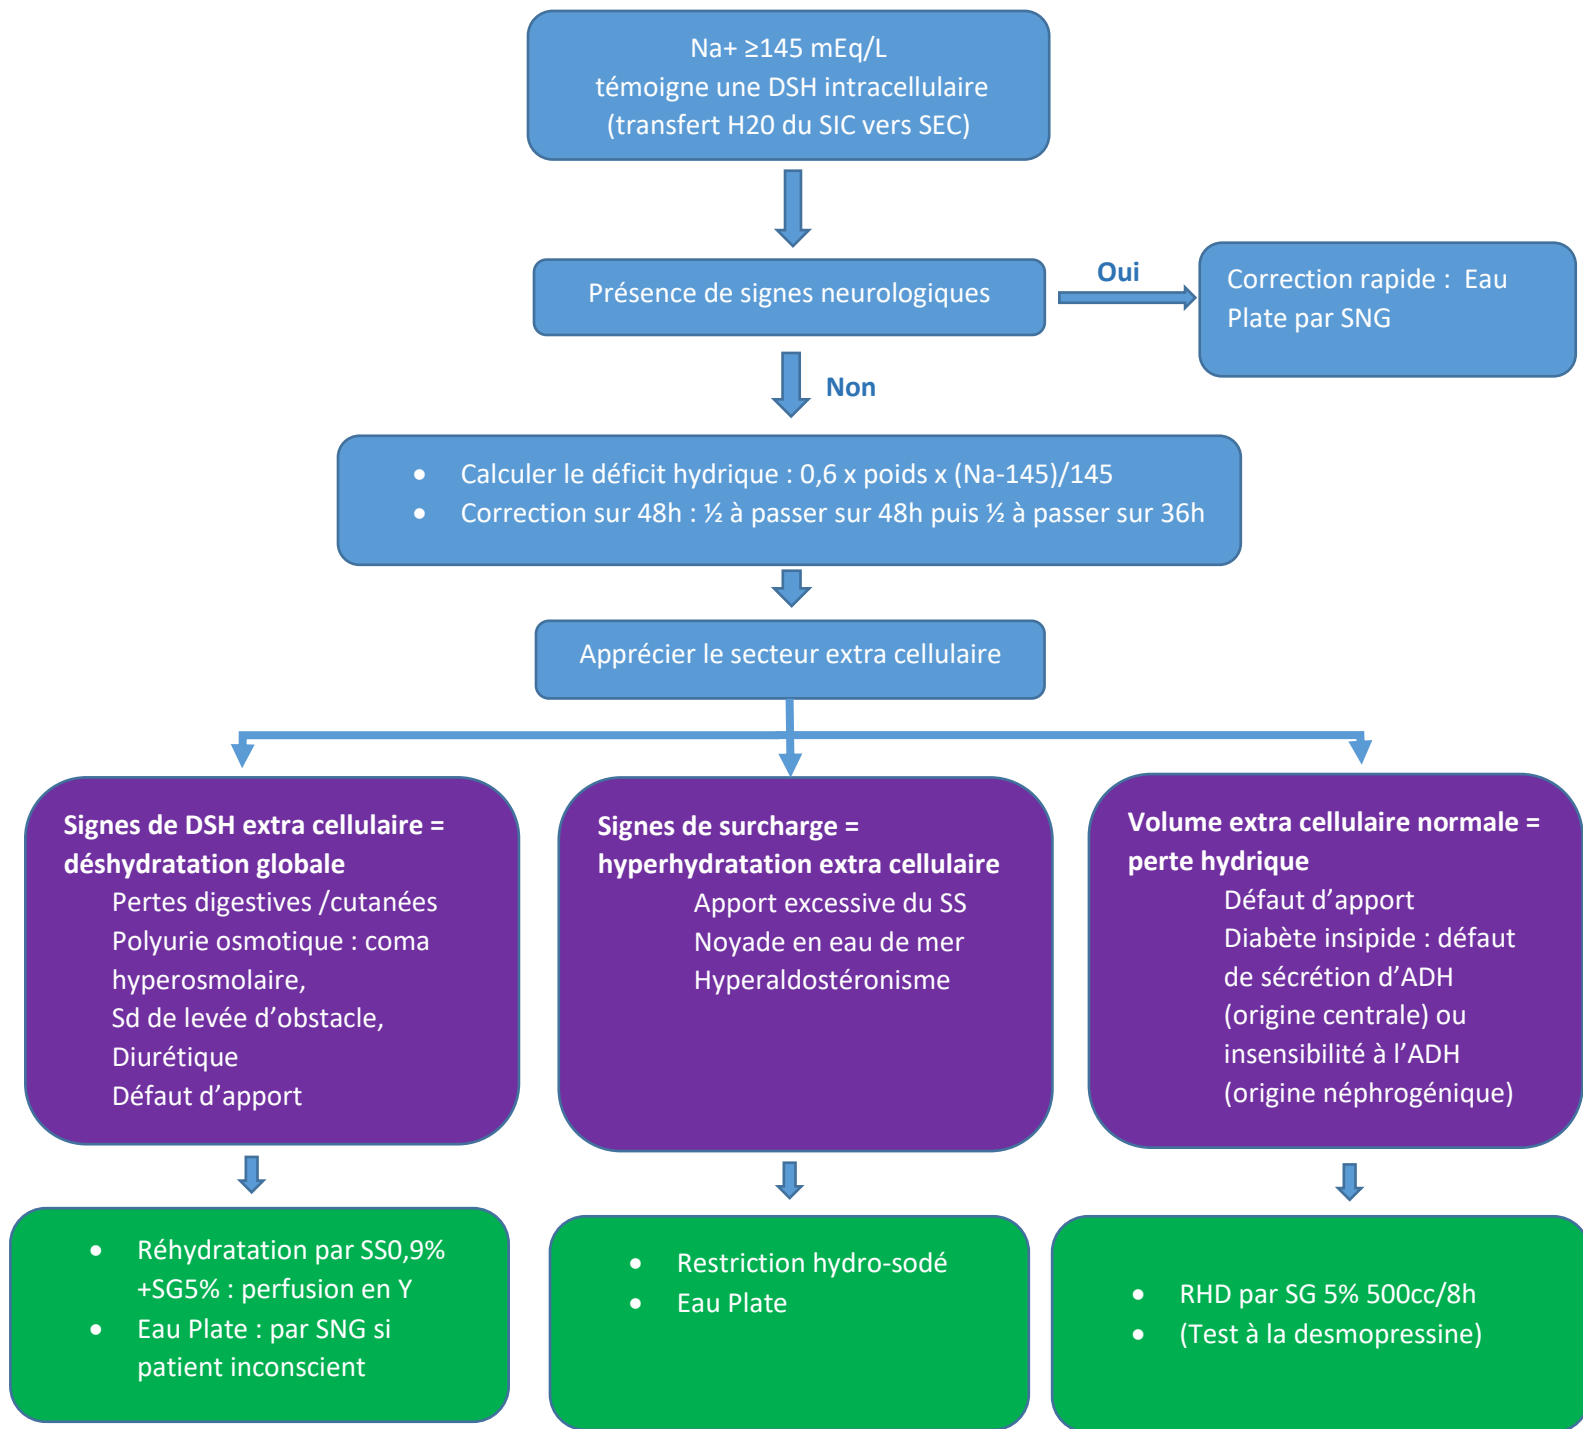 Na+ ≥145 mEq/L
témoigne une DSH intracellulaire
(transfert H20 du SIC vers SEC)
Présence de signes neurologiques
Oui
Correction rapide : Eau
Plate par SNG
Non
• Calculer le déficit hydrique : 0,6 x poids x (Na-145)/145
• Correction sur 48h : ½ à passer sur 48h puis ½ à passer sur 36h
Apprécier le secteur extra cellulaire
Signes de DSH extra cellulaire =
déshydratation globale
Pertes digestives /cutanées
Polyurie osmotique : coma
hyperosmolaire,
Sd de levée d’obstacle,
Diurétique
Défaut d’apport
Signes de surcharge =
hyperhydratation extra cellulaire
Apport excessive du SS
Noyade en eau de mer
Hyperaldostéronisme
Volume extra cellulaire normale =
perte hydrique
Défaut d’apport
Diabète insipide : défaut
de sécrétion d’ADH
(origine centrale) ou
insensibilité à l’ADH
(origine néphrogénique)
• Réhydratation par SS0,9%
+SG5% : perfusion en Y
• Eau Plate : par SNG si
patient inconscient
• Restriction hydro-sodé
• Eau Plate
• RHD par SG 5% 500cc/8h
• (Test à la desmopressine)